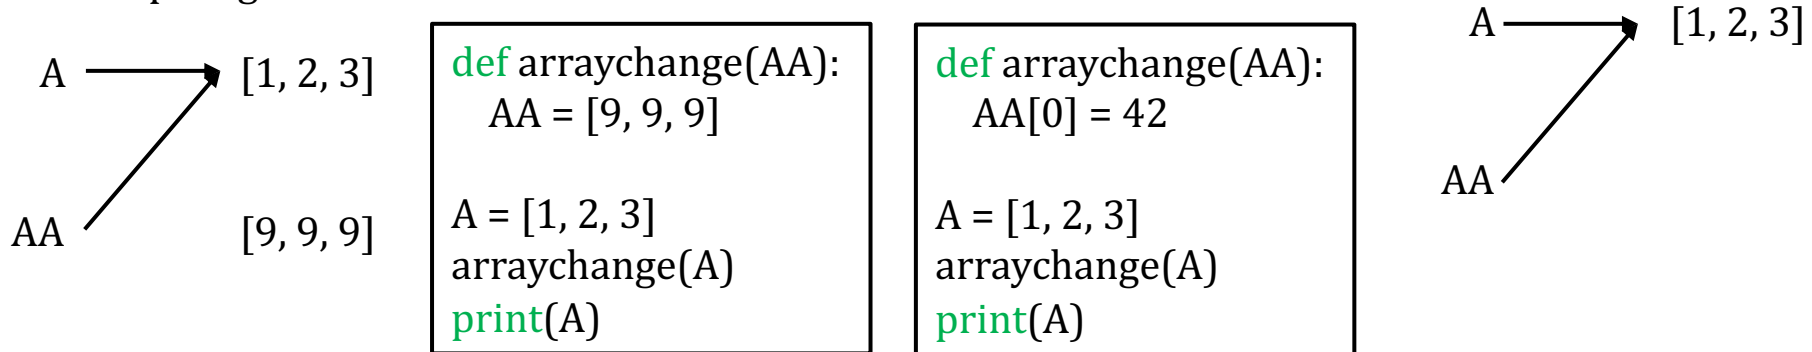 A
[1, 2, 3]
AA
[9, 9, 9]
def arraychange(AA):
AA = [9, 9, 9]
A = [1, 2, 3]
arraychange(A)
print(A)
def arraychange(AA):
AA[0] = 42
A = [1, 2, 3]
arraychange(A)
print(A)
A
[1, 2, 3]
AA